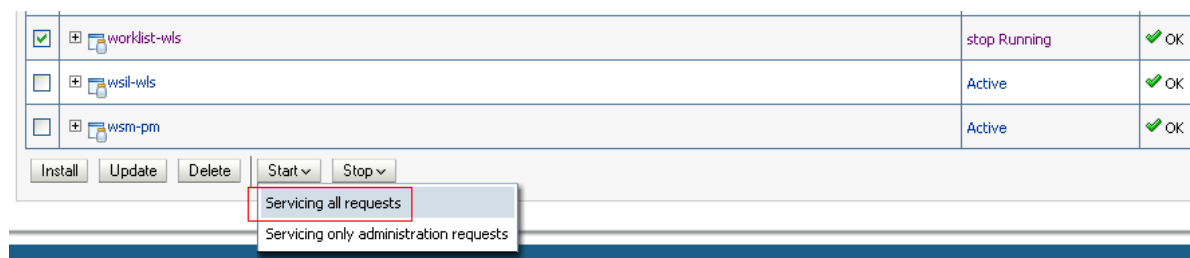 worklist-wls stop Running OK
wsil-wls Active OK
wsm-pm Active OK
Install Update Delete Start Stop
Servicing all requests
Servicing only administration requests